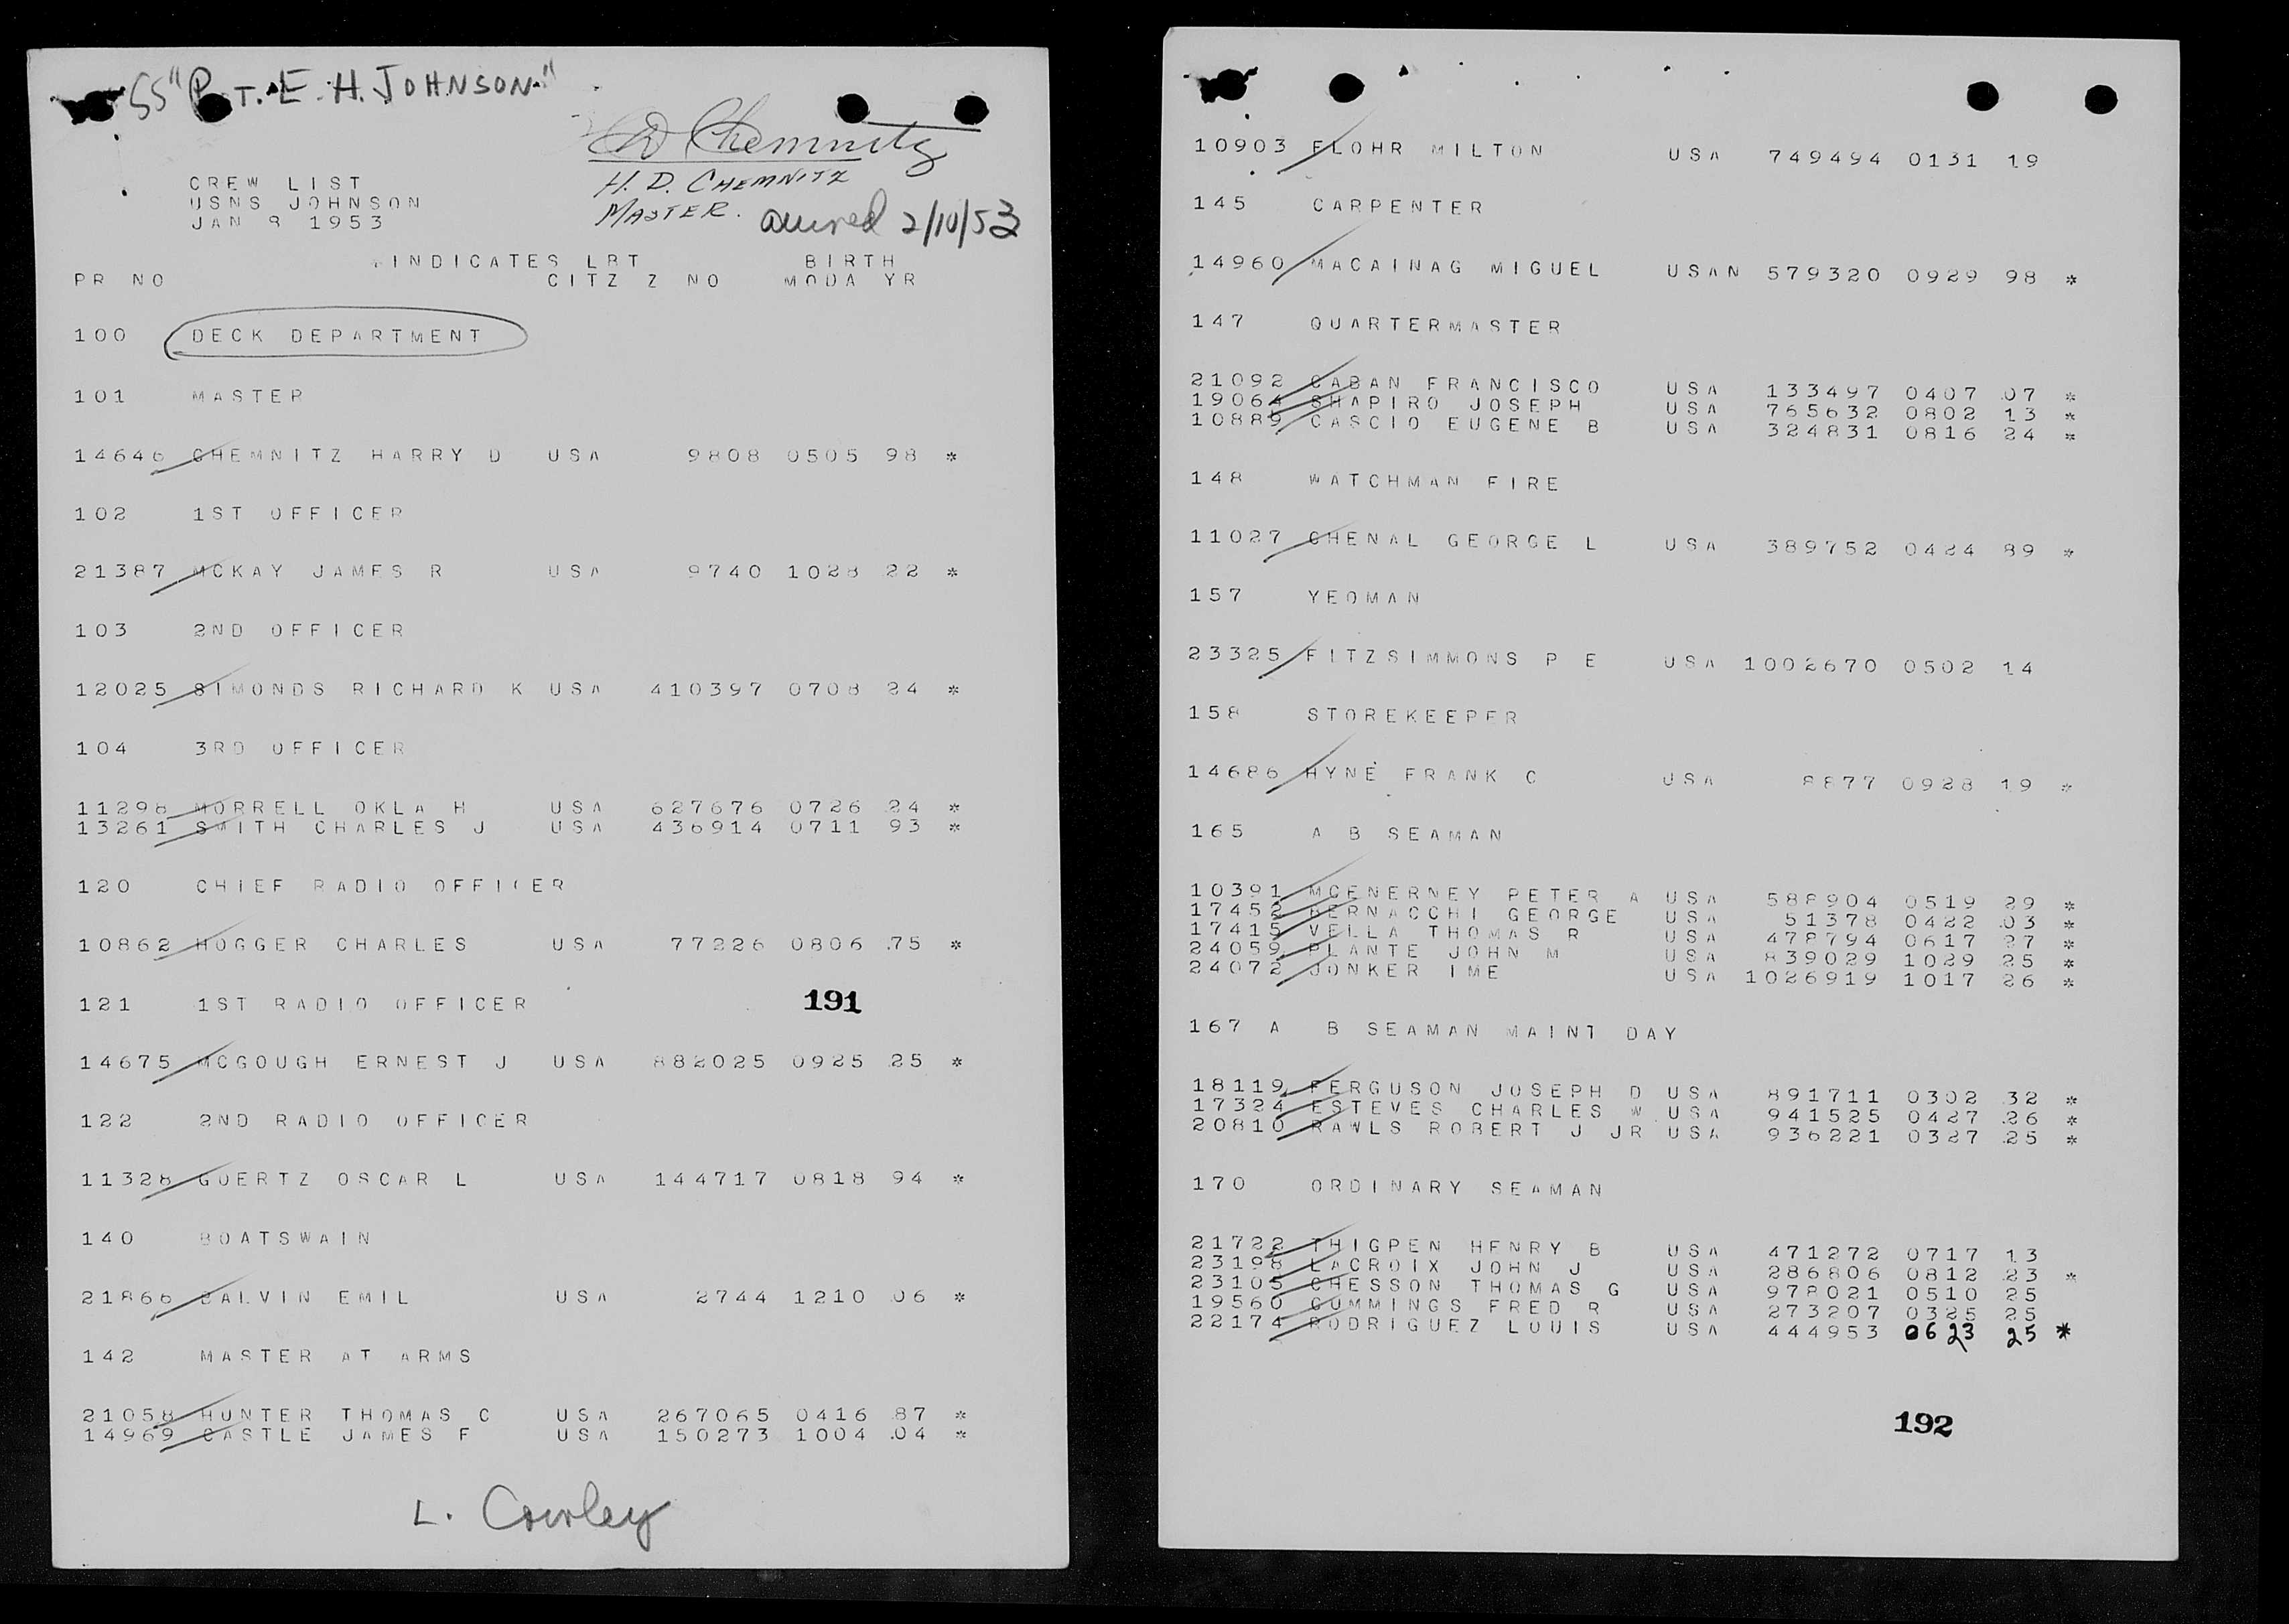 SS "Pvt. E. H. JOHNSON."
HD Chemnitz
H. D. CHEMNITZ
MASTER. arrived 2/10/53
CREW LIST
USNS JOHNSON
JAN 8 1953
*INDICATES LBT BIRTH
PR NO CITZ Z NO MODA YR
100 DECK DEPARTMENT
101 MASTER
14646 CHEMNITZ HARRY D USA 9808 0505 98 *
102 1ST OFFICER
21387 MCKAY JAMES R USA 9740 1028 22 *
103 2ND OFFICER
12025 SIMONDS RICHARD K USA 410397 0708 24 *
104 3RD OFFICER
11298 MORRELL OKLA H USA 627676 0726 24 *
13261 SMITH CHARLES J USA 436914 0711 93 *
120 CHIEF RADIO OFFICER
10862 HOGGER CHARLES USA 77226 0806 75 *
121 1ST RADIO OFFICER
191
14675 MCGOUGH ERNEST J USA 882025 0925 25 *
122 2ND RADIO OFFICER
11328 GOERTZ OSCAR L USA 144717 0818 94 *
140 BOATSWAIN
21866 BALVIN EMIL USA 2744 1210 06 *
142 MASTER AT ARMS
21058 HUNTER THOMAS C USA 267065 0416 87 *
14969 CASTLE JAMES F USA 150273 1004 04 *
L. Cowley
10903 FLOHR MILTON USA 749494 0131 19
145 CARPENTER
14960 MACAINAG MIGUEL USAN 579320 0929 98 *
147 QUARTERMASTER
21092 CABAN FRANCISCO USA 133497 0407 07 *
19064 SHAPIRO JOSEPH USA 765632 0802 13 *
10889 CASCIO EUGENE B USA 324831 0816 24 *
148 WATCHMAN FIRE
11027 CHENAL GEORGE L USA 389752 0424 89 *
157 YEOMAN
23325 FITZSIMMONS P E USA 1002670 0502 14
158 STOREKEEPER
14686 HYNE FRANK C USA 8877 0928 19 *
165 A B SEAMAN
10391 MCENERNEY PETER A USA 588904 0519 29 *
17452 BERNACCHI GEORGE USA 51378 0422 03 *
17415 VELLA THOMAS R USA 478794 0617 27 *
24059 PLANTE JOHN M USA 839029 1029 25 *
24072 JONKER IME USA 1026919 1017 26 *
167 A B SEAMAN MAINT DAY
18119 FERGUSON JOSEPH D USA 891711 0302 32 *
17324 ESTEVES CHARLES W USA 941525 0427 26 *
20810 RAWLS ROBERT J JR USA 936221 0327 25 *
170 ORDINARY SEAMAN
21722 THIGPEN HENRY B USA 471272 0717 13
23198 LACROIX JOHN J USA 286806 0812 23 *
23105 CHESSON THOMAS G USA 978021 0510 25
19560 CUMMINGS FRED R USA 273207 0325 25
22174 RODRIGUEZ LOUIS USA 444953 0623 25 *
192